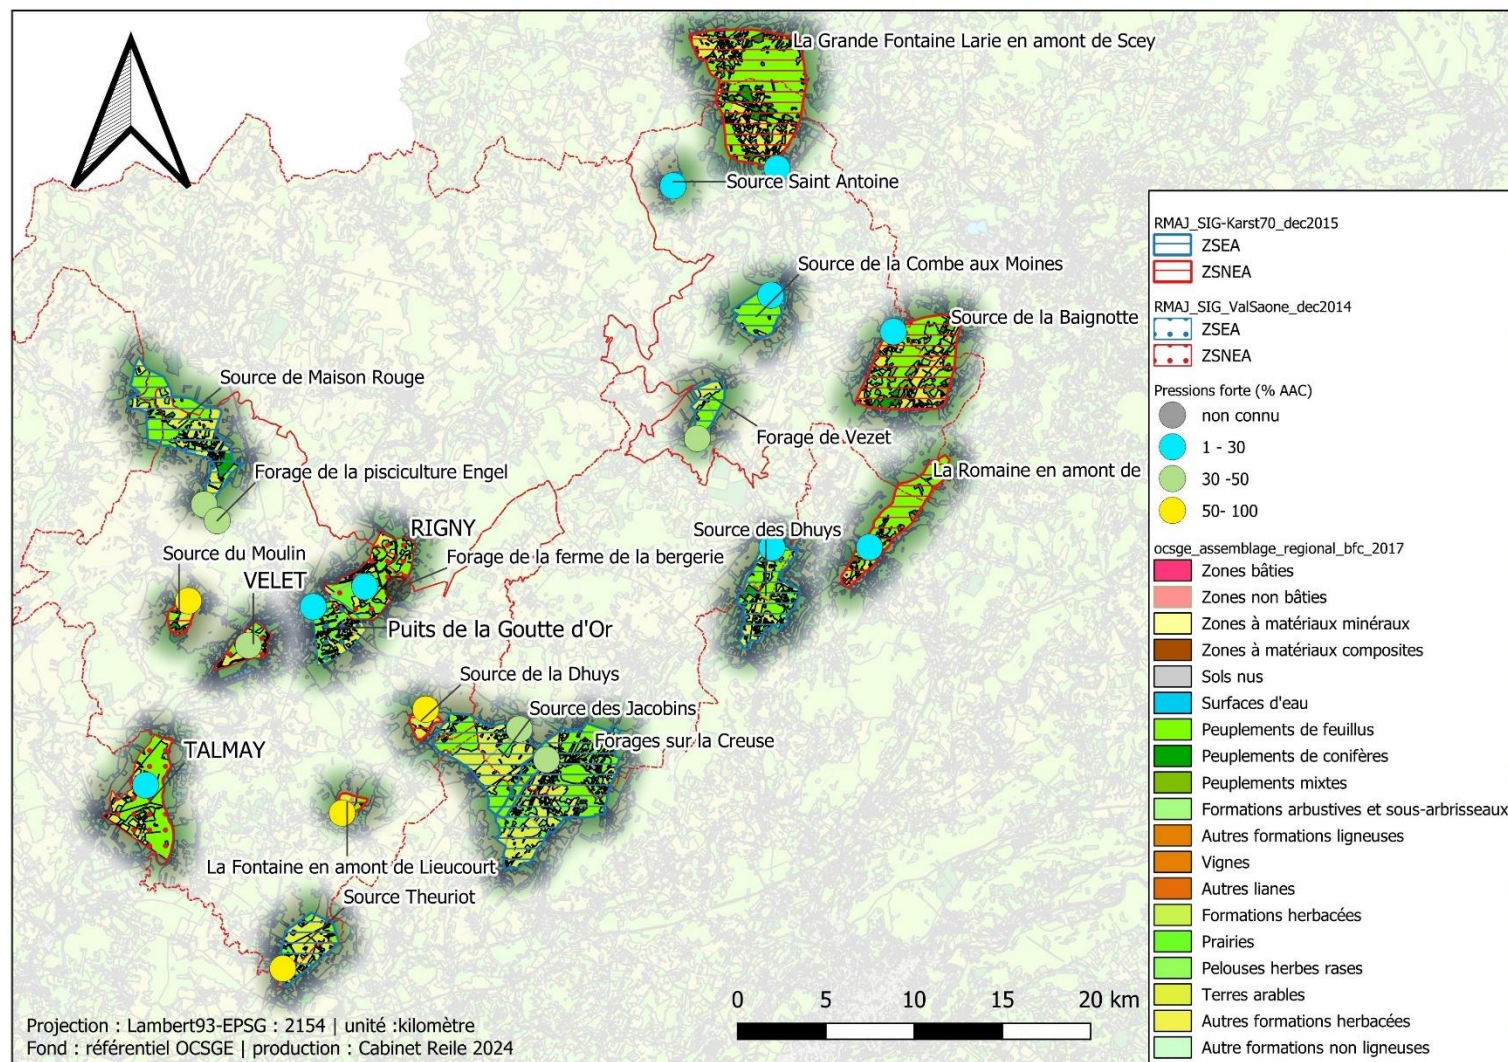 La Grande Fontaine Larie en amont de Scey
Source Saint Antoine
Source de la Combe aux Moines
Source de la Baignotte
Source de Maison Rouge
Forage de Vezet
Forage de la pisciculture Engel
La Romaine en amont de
RIGNY
Source des Dhuys
Source du Moulin
Forage de la ferme de la bergerie
VELET
Puits de la Goutte d'Or
Source de la Dhuys
Source des Jacobins
Forages sur la Creuse
TALMAY
La Fontaine en amont de Lieucourt
Source Theuriot
0 5 10 15 20 km
Projection : Lambert93-EPSG : 2154 | unité :kilomètre
Fond : référentiel OCSGE | production : Cabinet Reile 2024
RMAJ_SIG-Karst70_dec2015
ZSEA
ZSNEA
RMAJ_SIG_ValSaone_dec2014
ZSEA
ZSNEA
Pressions forte (% AAC)
non connu
1 - 30
30 -50
50- 100
ocsge_assemblage_regional_bfc_2017
Zones bâties
Zones non bâties
Zones à matériaux minéraux
Zones à matériaux composites
Sols nus
Surfaces d'eau
Peuplements de feuillus
Peuplements de conifères
Peuplements mixtes
Formations arbustives et sous-arbrisseaux
Autres formations ligneuses
Vignes
Autres lianes
Formations herbacées
Prairies
Pelouses herbes rases
Terres arables
Autres formations herbacées
Autre formations non ligneuses